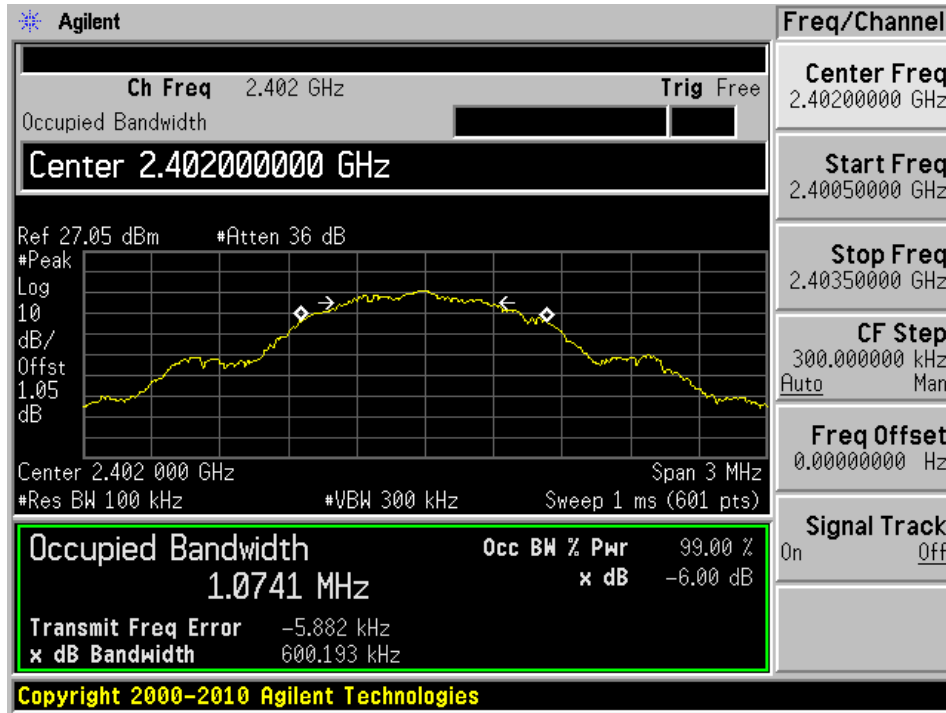 Agilent
Freq/Channel
Ch Freq 2.402 GHz Trig Free
Occupied Bandwidth
Center 2.402000000 GHz
Ref 27.05 dBm #Atten 36 dB
#Peak
Log
10
dB/
Offst
1.05
dB
Center 2.402 000 GHz Span 3 MHz
#Res BW 100 kHz #VBW 300 kHz Sweep 1 ms (601 pts)
Occupied Bandwidth
1.0741 MHz
Occ BW % Pwr 99.00 %
x dB -6.00 dB
Transmit Freq Error -5.882 kHz
x dB Bandwidth 600.193 kHz
Center Freq
2.40200000 GHz
Start Freq
2.40050000 GHz
Stop Freq
2.40350000 GHz
CF Step
300.000000 kHz
Auto Man
Freq Offset
0.00000000 Hz
Signal Track
On Off
Copyright 2000-2010 Agilent Technologies